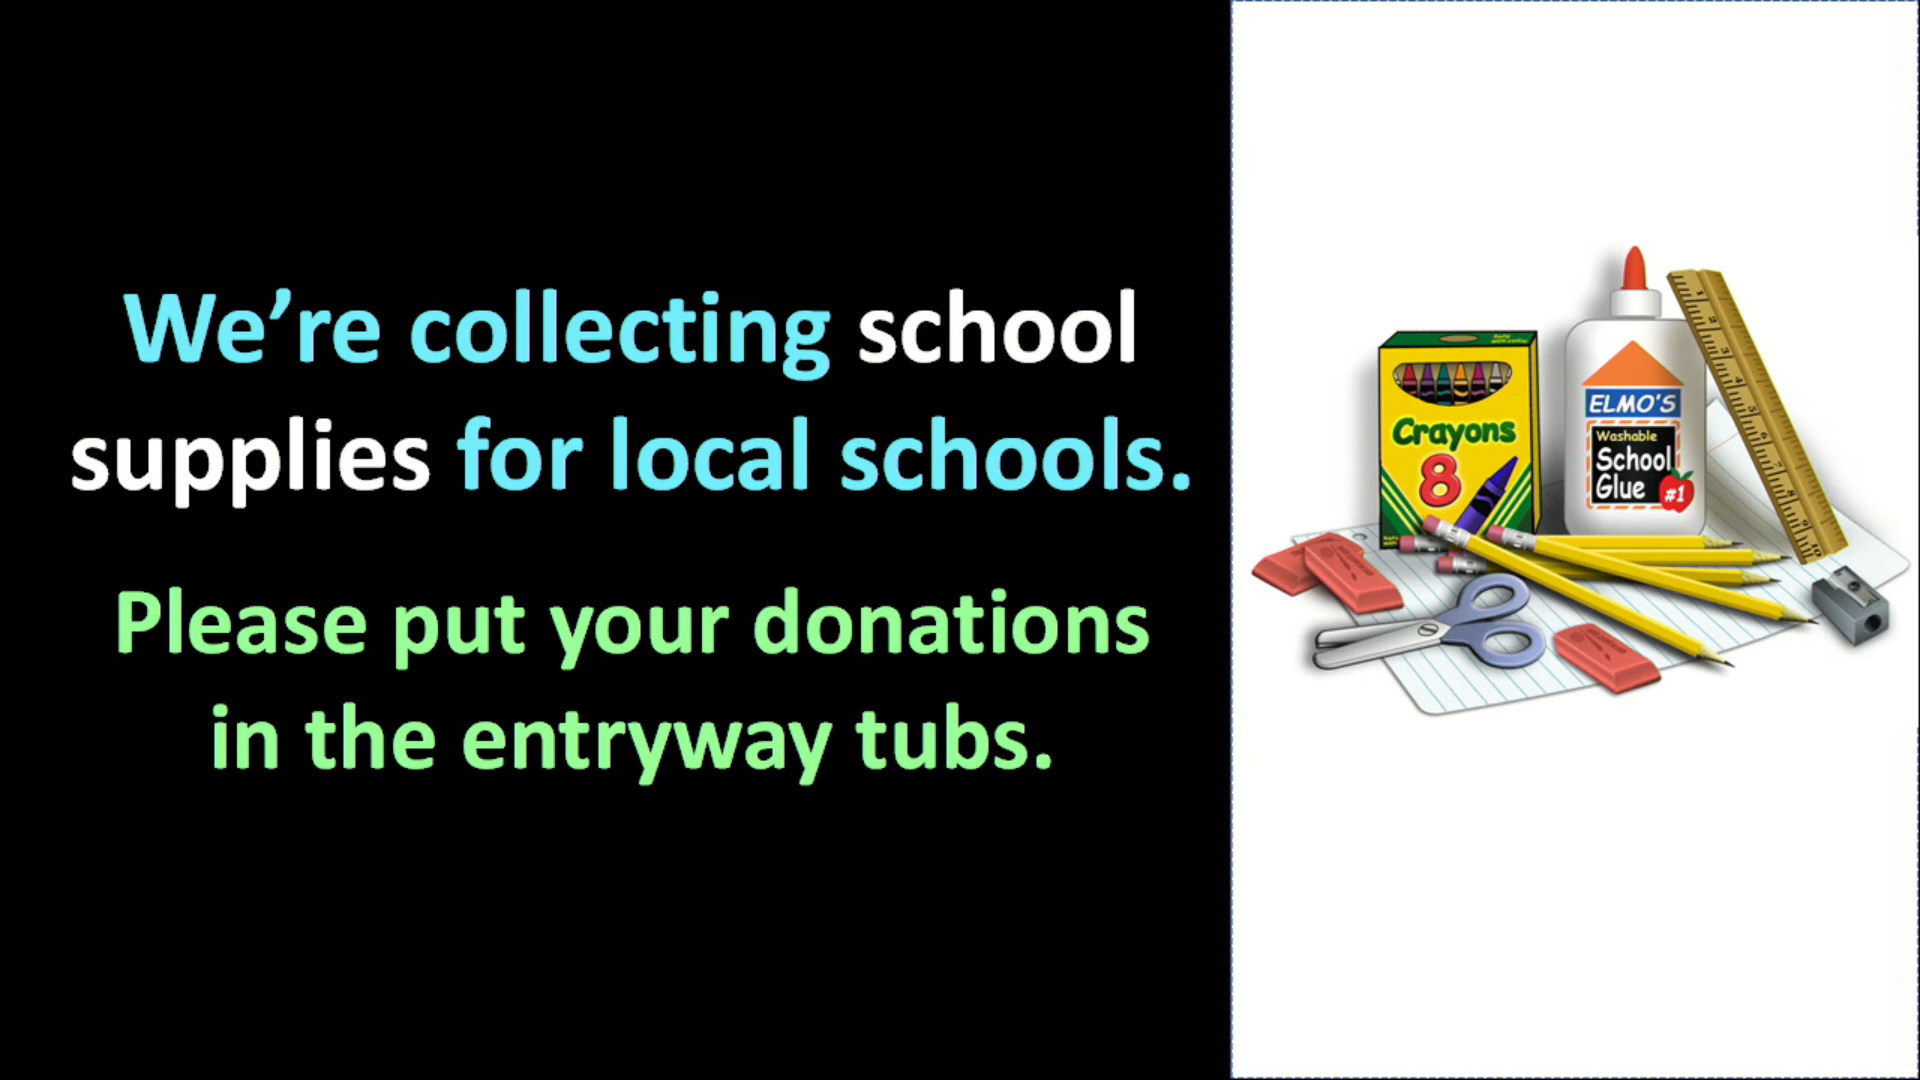 We’re collecting school
supplies for local schools.
Please put your donations
in the entryway tubs.
Crayons
8
ELMO'S
Washable
School
Glue
#1